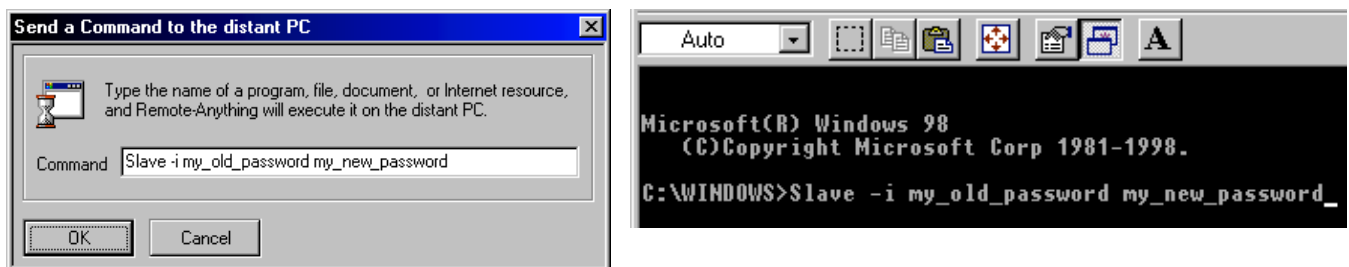 Send a Command to the distant PC
Type the name of a program, file, document, or Internet resource,
and Remote-Anything will execute it on the distant PC.
Command Slave -i my_old_password my_new_password
OK Cancel
Auto A
Microsoft(R) Windows 98
(C)Copyright Microsoft Corp 1981-1998.
C:\WINDOWS>Slave -i my_old_password my_new_password_